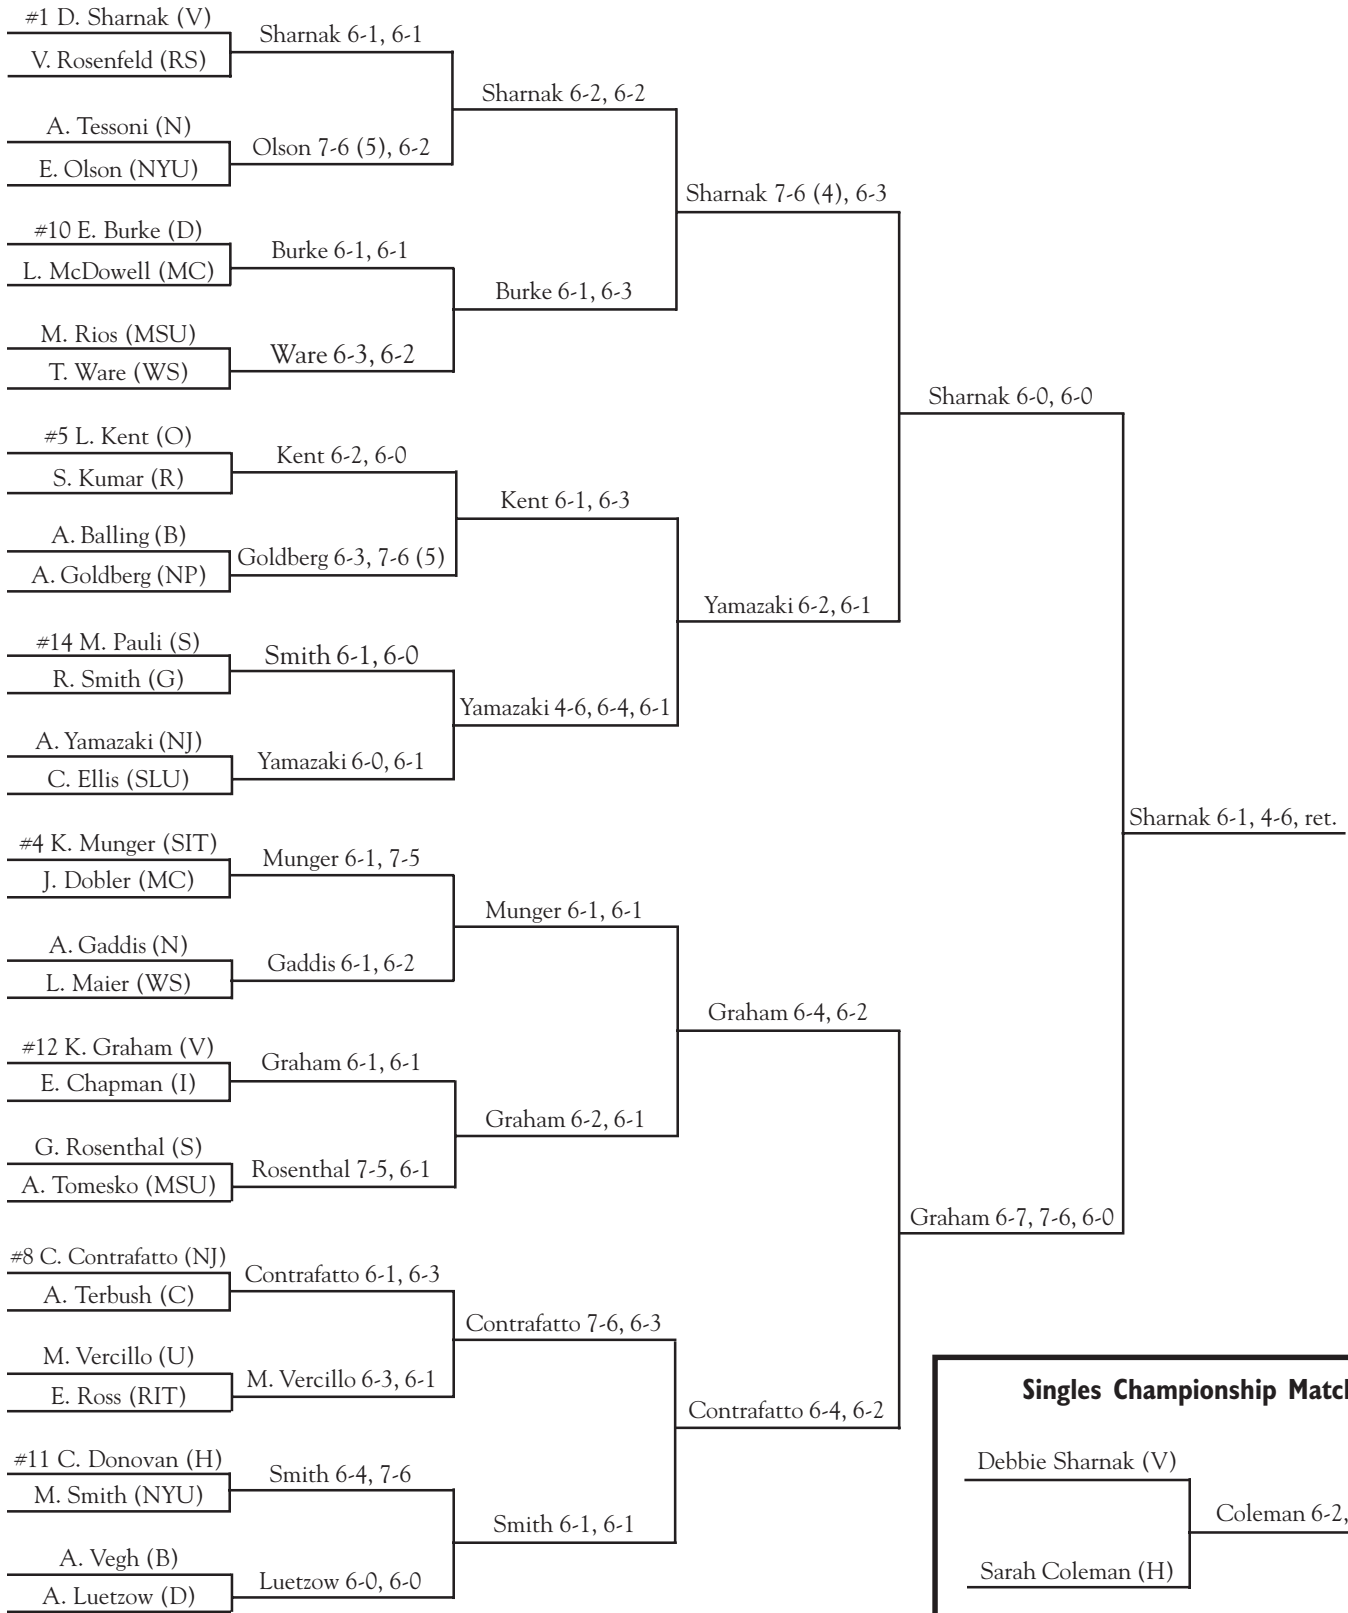 #1 D. Sharnak (V)
V. Rosenfeld (RS)
A. Tessoni (N)
E. Olson (NYU)
#10 E. Burke (D)
L. McDowell (MC)
M. Rios (MSU)
T. Ware (WS)
#5 L. Kent (O)
S. Kumar (R)
A. Balling (B)
A. Goldberg (NP)
#14 M. Pauli (S)
R. Smith (G)
A. Yamazaki (NJ)
C. Ellis (SLU)
#4 K. Munger (SIT)
J. Dobler (MC)
A. Gaddis (N)
L. Maier (WS)
#12 K. Graham (V)
E. Chapman (I)
G. Rosenthal (S)
A. Tomesko (MSU)
#8 C. Contrafatto (NJ)
A. Terbush (C)
M. Vercillo (U)
E. Ross (RIT)
#11 C. Donovan (H)
M. Smith (NYU)
A. Vegh (B)
A. Luetzow (D)
Sharnak 6-1, 6-1
Olson 7-6 (5), 6-2
Burke 6-1, 6-1
Ware 6-3, 6-2
Kent 6-2, 6-0
Goldberg 6-3, 7-6 (5)
Smith 6-1, 6-0
Yamazaki 6-0, 6-1
Munger 6-1, 7-5
Gaddis 6-1, 6-2
Graham 6-1, 6-1
Rosenthal 7-5, 6-1
Contrafatto 6-1, 6-3
M. Vercillo 6-3, 6-1
Smith 6-4, 7-6
Luetzow 6-0, 6-0
Sharnak 6-2, 6-2
Burke 6-1, 6-3
Kent 6-1, 6-3
Yamazaki 4-6, 6-4, 6-1
Munger 6-1, 6-1
Graham 6-2, 6-1
Contrafatto 7-6, 6-3
Smith 6-1, 6-1
Sharnak 7-6 (4), 6-3
Yamazaki 6-2, 6-1
Graham 6-4, 6-2
Contrafatto 6-4, 6-2
Sharnak 6-0, 6-0
Graham 6-7, 7-6, 6-0
Sharnak 6-1, 4-6, ret.
Singles Championship Match
Debbie Sharnak (V)
Sarah Coleman (H)
Coleman 6-2,